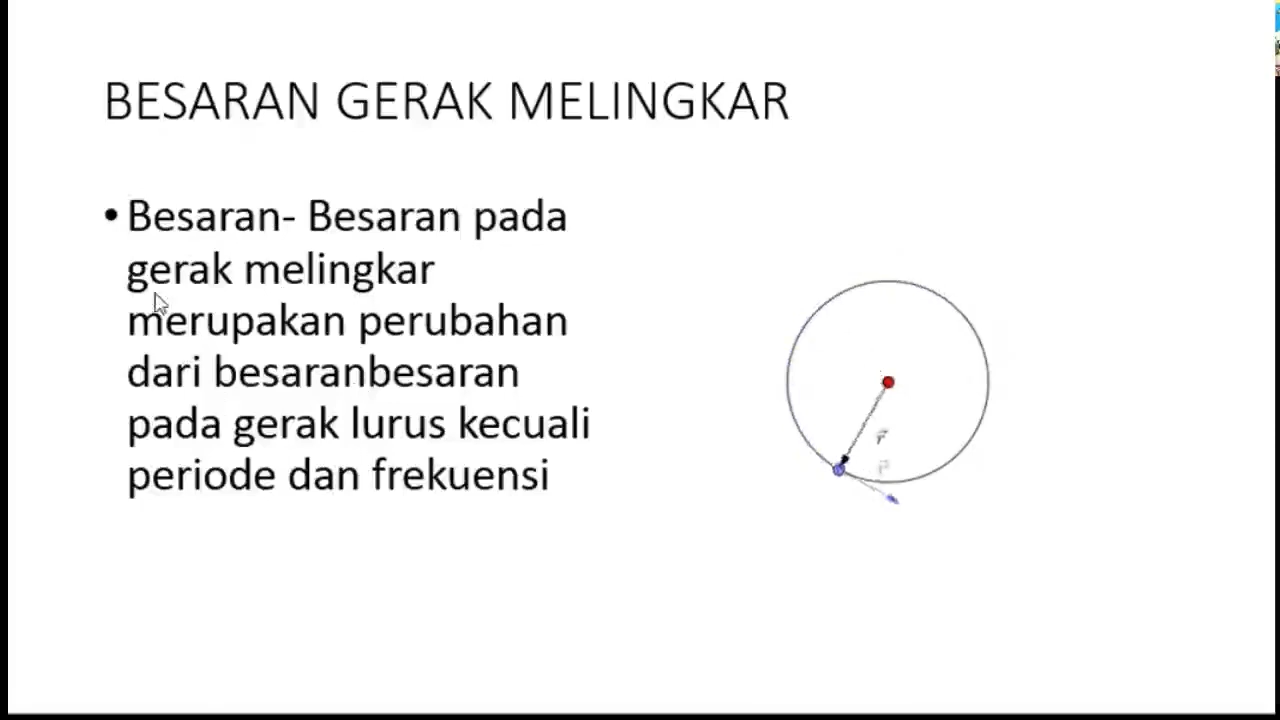 BESARAN GERAK MELINGKAR
• Besaran- Besaran pada
gerak melingkar
merupakan perubahan
dari besaranbesaran
pada gerak lurus kecuali
periode dan frekuensi
r